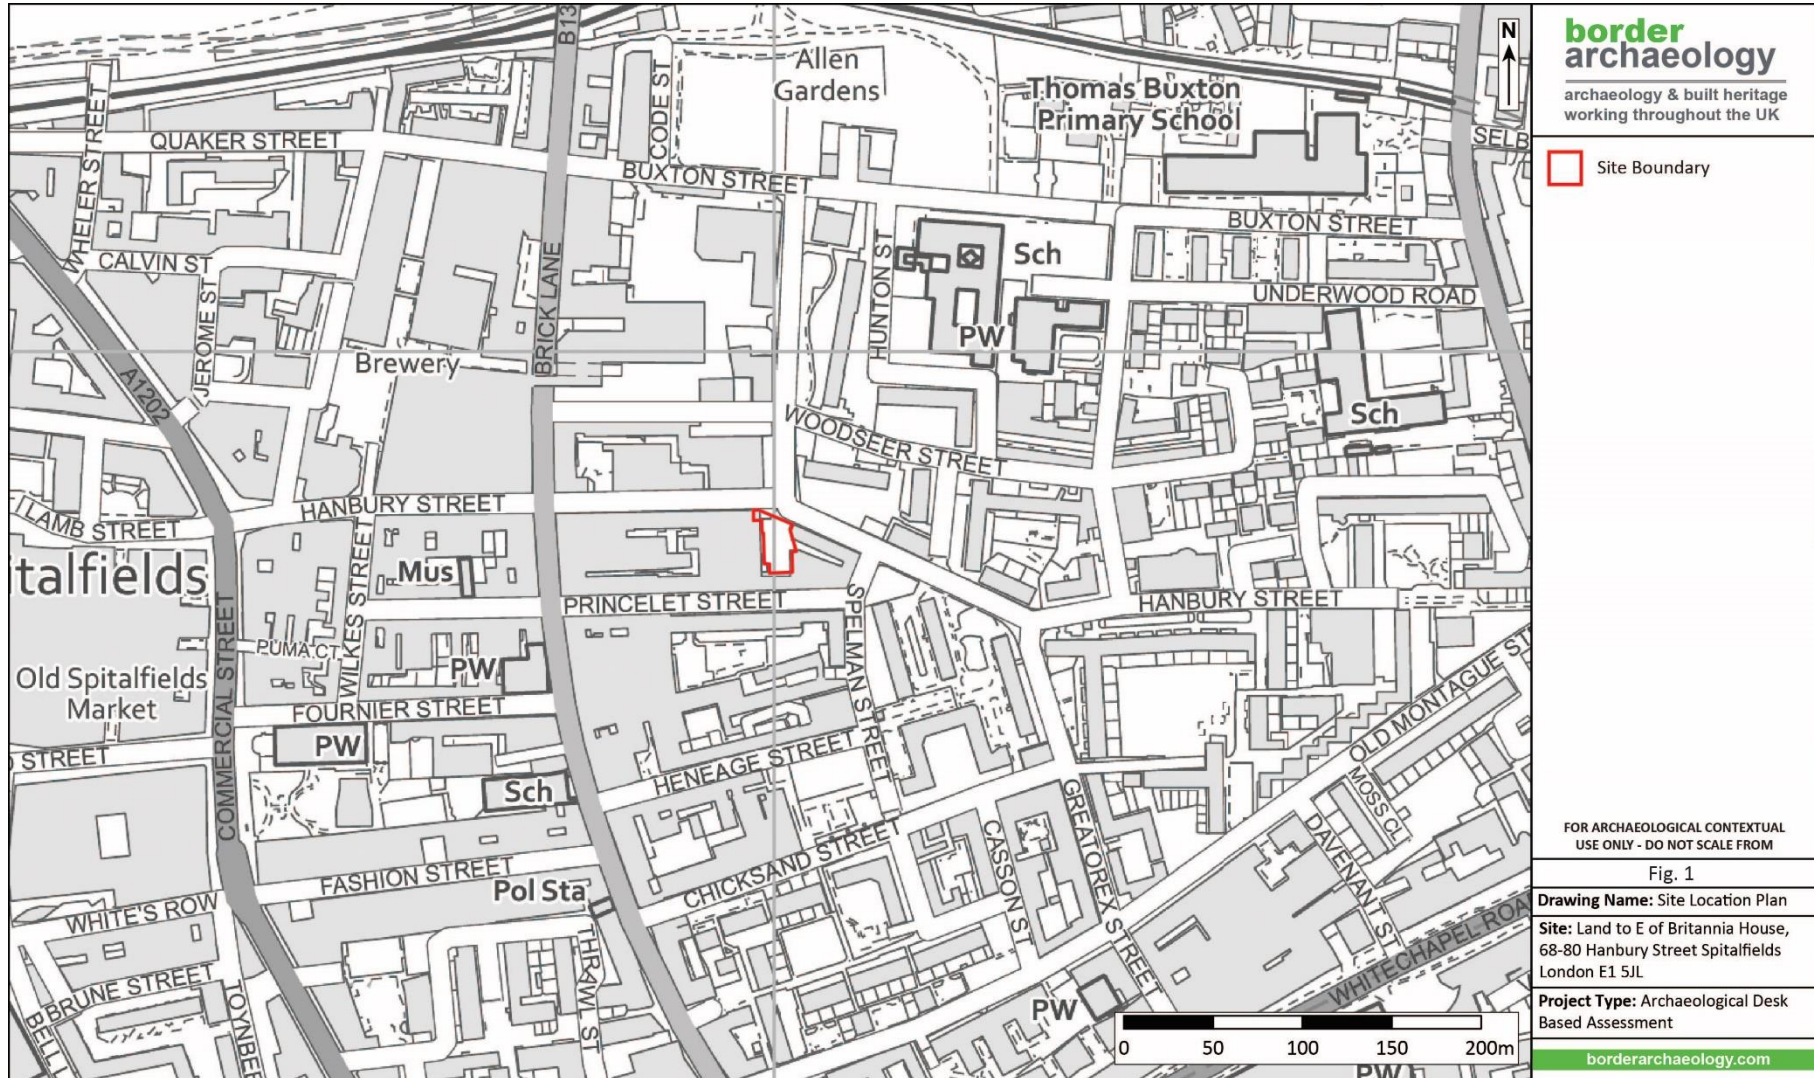 B13
Allen
Gardens
Thomas Buxton
Primary School
N
SELB
WHELER STREET
QUAKER STREET
CODE ST
BUXTON STREET
BUXTON STREET
CALVIN ST
JEROME ST
BRICK LANE
HUNTON ST
Sch
UNDERWOOD ROAD
PW
A1202
Brewery
WOODSEER STREET
Sch
LAMB STREET
HANBURY STREET
italfields
WILKES STREET
Mus
PRINCELET STREET
SPELMAN STREET
HANBURY STREET
COMMERCIAL STREET
PUMA CT
Old Spitalfields
Market
PW
FOURNIER STREET
PW
OLD MONTAGUE ST
STREET
HENEAGE STREET
Sch
MOSS CL
GREATOREX STREET
CHICKSAND STREET
CASSON ST
DAVENANT ST
FASHION STREET
WHITE'S ROW
Pol Sta
THRAWL ST
BRUNE STREET
TOYNBEE
BELL
WHITECHAPEL ROA
PW
PW
0 50 100 150 200m
border
archaeology
archaeology & built heritage
working throughout the UK
Site Boundary
FOR ARCHAEOLOGICAL CONTEXTUAL
USE ONLY - DO NOT SCALE FROM
Fig. 1
Drawing Name: Site Location Plan
Site: Land to E of Britannia House,
68-80 Hanbury Street Spitalfields
London E1 5JL
Project Type: Archaeological Desk
Based Assessment
borderarchaeology.com